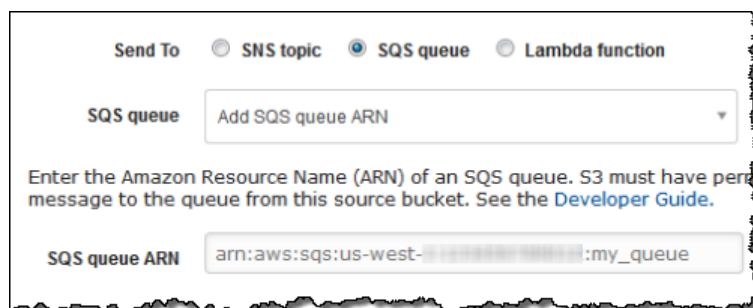 Send To SNS topic SQS queue Lambda function
SQS queue Add SQS queue ARN
Enter the Amazon Resource Name (ARN) of an SQS queue. S3 must have
message to the queue from this source bucket. See the Developer Guide.
SQS queue ARN arn:aws:sqs:us-west- :my_queue